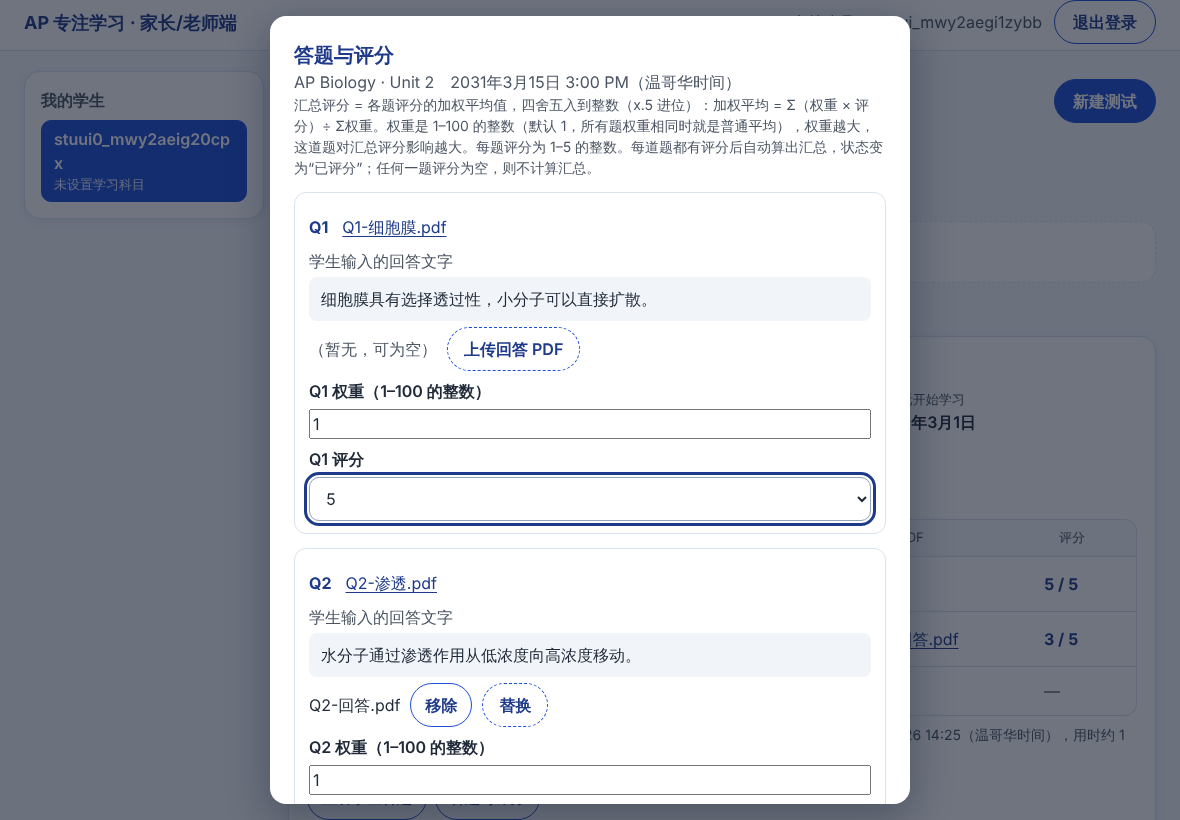 AP 专注学习 · 家长/老师端
_mwy2aegi1zybb
退出登录
我的学生
stuui0_mwy2aeig20cp
x
未设置学习科目
新建测试
答题与评分
AP Biology · Unit 2 2031年3月15日 3:00 PM（温哥华时间）
汇总评分 = 各题评分的加权平均值，四舍五入到整数（x.5 进位）：加权平均 = Σ（权重 × 评
分）÷ Σ权重。权重是 1–100 的整数（默认 1，所有题权重相同时就是普通平均），权重越大，
这道题对汇总评分影响越大。每题评分为 1–5 的整数。每道题都有评分后自动算出汇总，状态变
为“已评分”；任何一题评分为空，则不计算汇总。
Q1 Q1-细胞膜.pdf
学生输入的回答文字
细胞膜具有选择透过性，小分子可以直接扩散。
（暂无，可为空） 上传回答 PDF
Q1 权重（1–100 的整数）
1
Q1 评分
5
Q2 Q2-渗透.pdf
学生输入的回答文字
水分子通过渗透作用从低浓度向高浓度移动。
Q2-回答.pdf 移除 替换
Q2 权重（1–100 的整数）
1
开始学习
年3月1日
DF 评分
5 / 5
答.pdf 3 / 5
—
26 14:25（温哥华时间），用时约 1